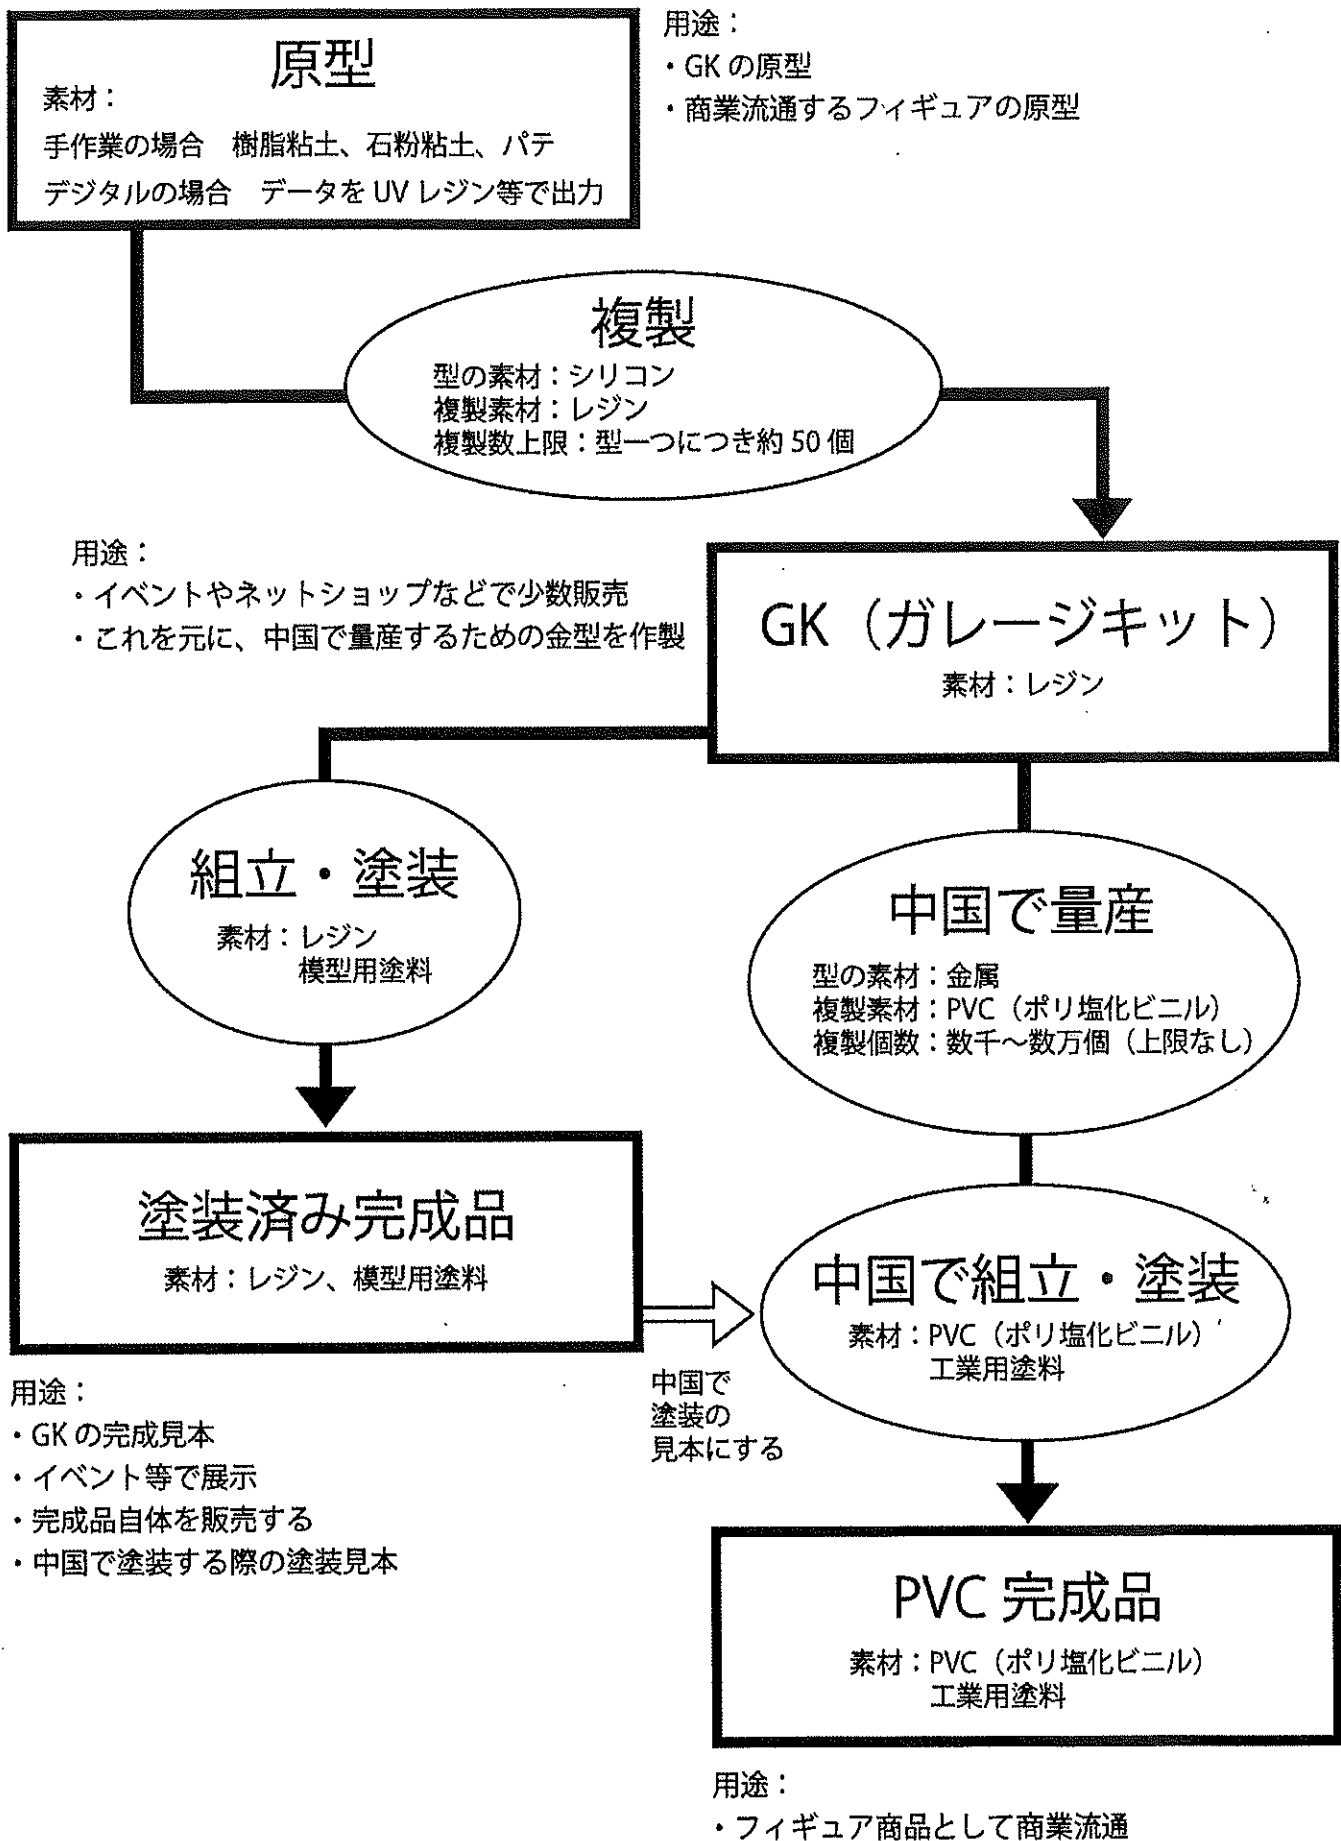 原型
素材：
手作業の場合　樹脂粘土、石粉粘土、パテ
デジタルの場合　データを UV レジン等で出力
用途：
・GK の原型
・商業流通するフィギュアの原型
複製
型の素材：シリコン
複製素材：レジン
複製数上限：型一つにつき約 50 個
用途：
・イベントやネットショップなどで少数販売
・これを元に、中国で量産するための金型を作製
GK（ガレージキット）
素材：レジン
組立・塗装
素材：レジン
模型用塗料
中国で量産
型の素材：金属
複製素材：PVC（ポリ塩化ビニル）
複製個数：数千～数万個（上限なし）
塗装済み完成品
素材：レジン、模型用塗料
中国で
塗装の
見本にする
中国で組立・塗装
素材：PVC（ポリ塩化ビニル）
工業用塗料
用途：
・GK の完成見本
・イベント等で展示
・完成品自体を販売する
・中国で塗装する際の塗装見本
PVC 完成品
素材：PVC（ポリ塩化ビニル）
工業用塗料
用途：
・フィギュア商品として商業流通